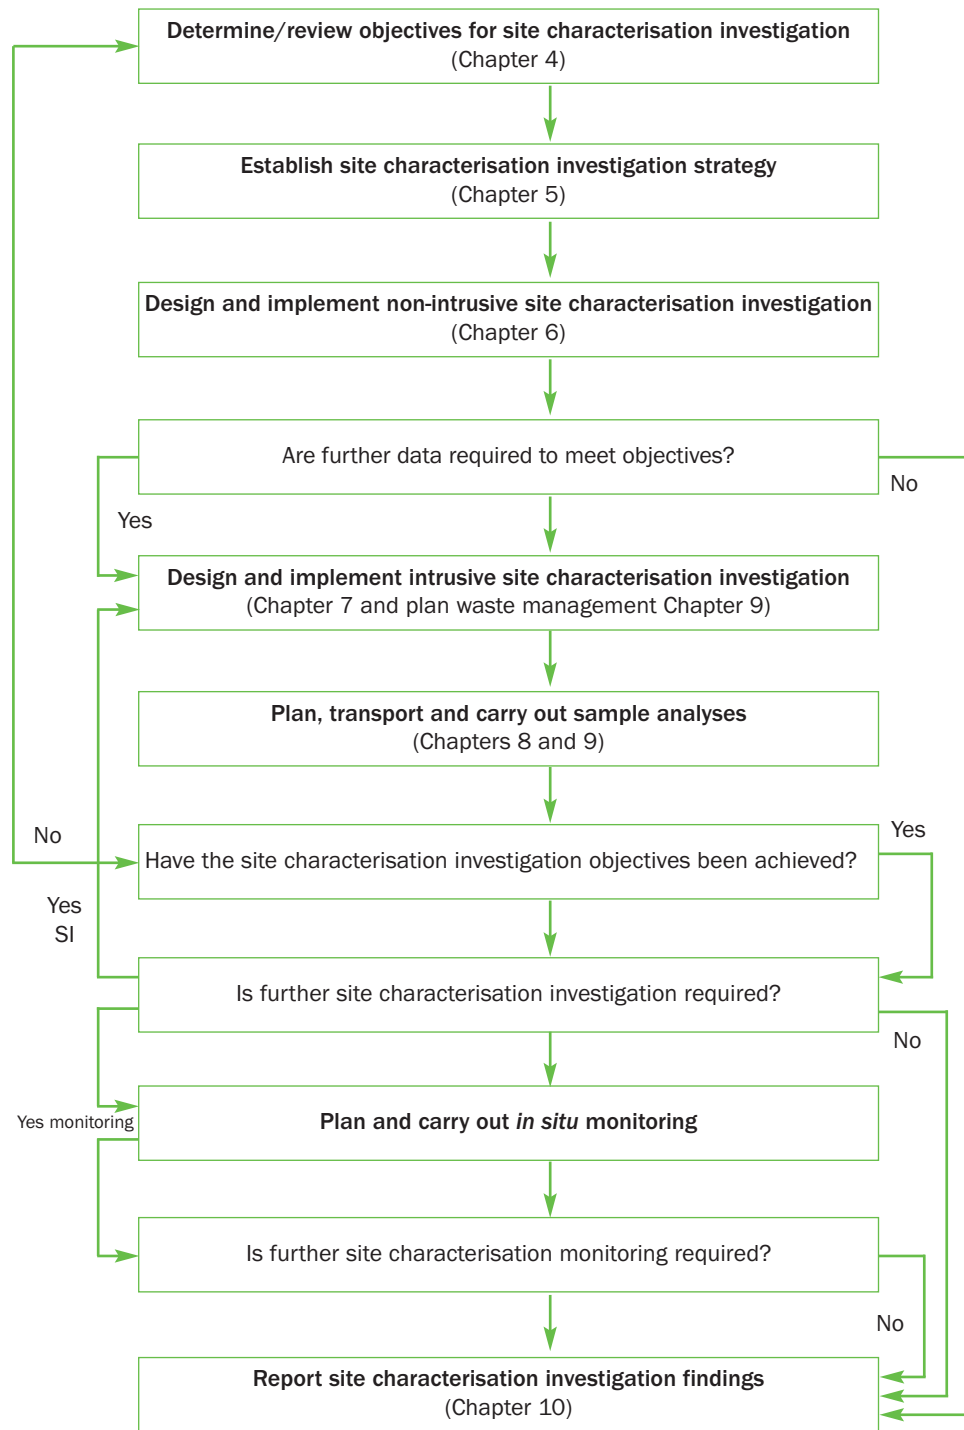 Determine/review objectives for site characterisation investigation
(Chapter 4)
Establish site characterisation investigation strategy
(Chapter 5)
Design and implement non-intrusive site characterisation investigation
(Chapter 6)
Are further data required to meet objectives?
No
Yes
Design and implement intrusive site characterisation investigation
(Chapter 7 and plan waste management Chapter 9)
Plan, transport and carry out sample analyses
(Chapters 8 and 9)
No
Yes
Have the site characterisation investigation objectives been achieved?
Yes
SI
Is further site characterisation investigation required?
No
Yes monitoring
Plan and carry out in situ monitoring
Is further site characterisation monitoring required?
No
Report site characterisation investigation findings
(Chapter 10)